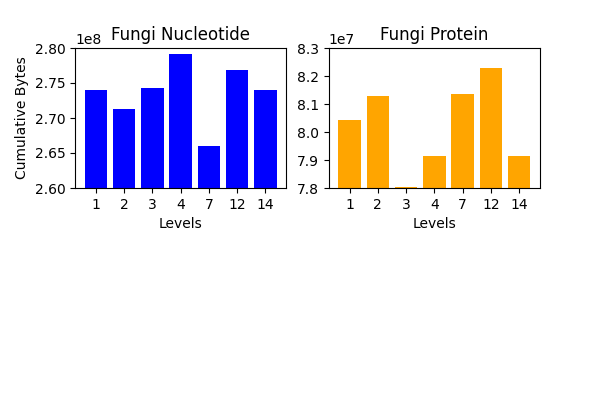 Fungi Nucleotide
1e8
2.80
2.75
2.70
2.65
2.60
Cumulative Bytes
1 2 3 4 7 12 14
Levels
Fungi Protein
1e7
8.3
8.2
8.1
8.0
7.9
7.8
1 2 3 4 7 12 14
Levels